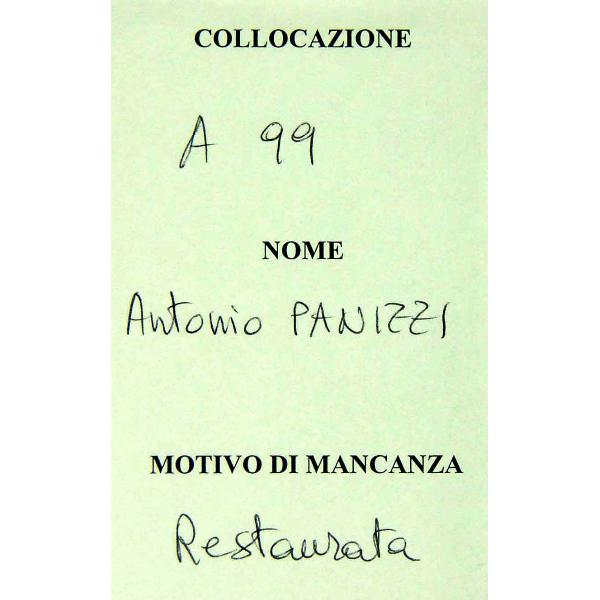 COLLOCAZIONE
A 99
NOME
Antonio PANIZZI
MOTIVO DI MANCANZA
Restaurata